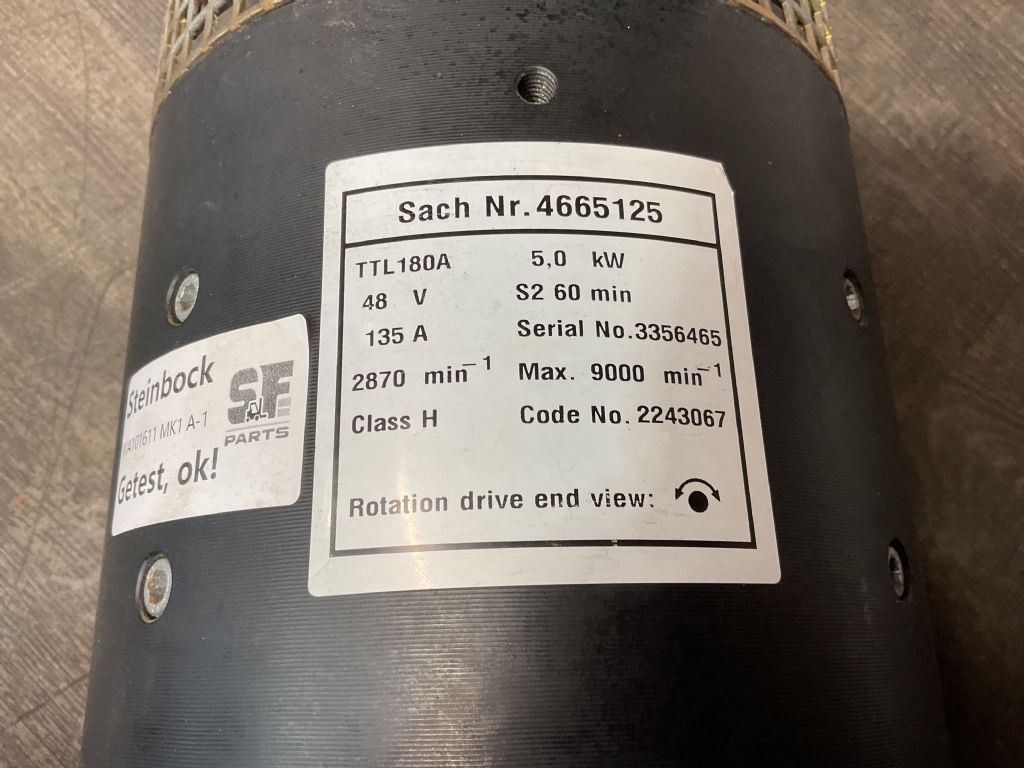 Sach Nr. 4665125
TTL180A 5,0 kW
48 V S2 60 min
135 A Serial No. 3356465
2870 min⁻¹ Max. 9000 min⁻¹
Class H Code No. 2243067
Rotation drive end view:
Steinbock
MK1 A-1
Getest, ok!
SFE
PARTS